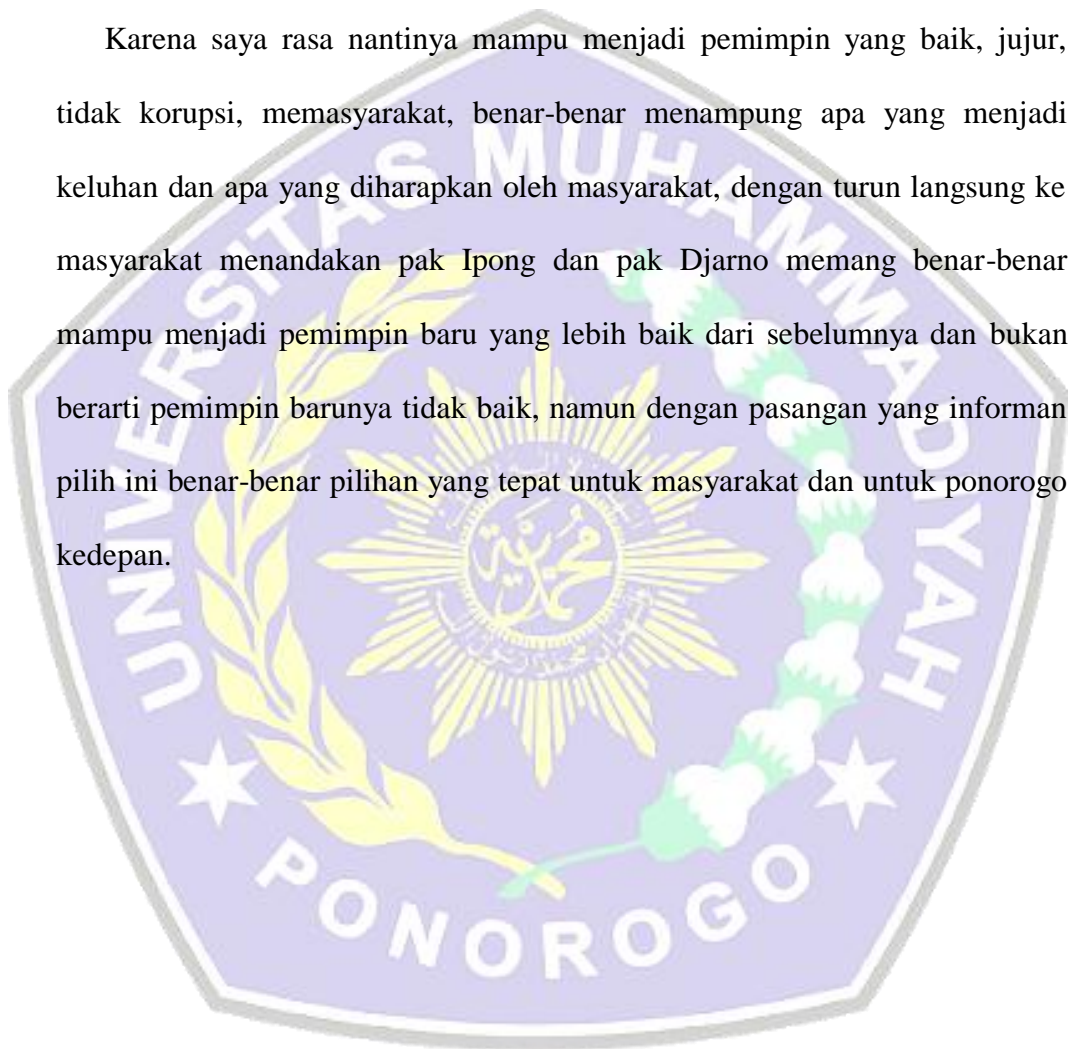 Karena saya rasa nantinya mampu menjadi pemimpin yang baik, jujur,
tidak korupsi, memasyarakat, benar-benar menampung apa yang menjadi
keluhan dan apa yang diharapkan oleh masyarakat, dengan turun langsung ke
masyarakat menandakan pak Ipong dan pak Djarno memang benar-benar
mampu menjadi pemimpin baru yang lebih baik dari sebelumnya dan bukan
berarti pemimpin barunya tidak baik, namun dengan pasangan yang informan
pilih ini benar-benar pilihan yang tepat untuk masyarakat dan untuk ponorogo
kedepan.
UNIVERSITAS MUHAMMADIYAH
PONOROGO